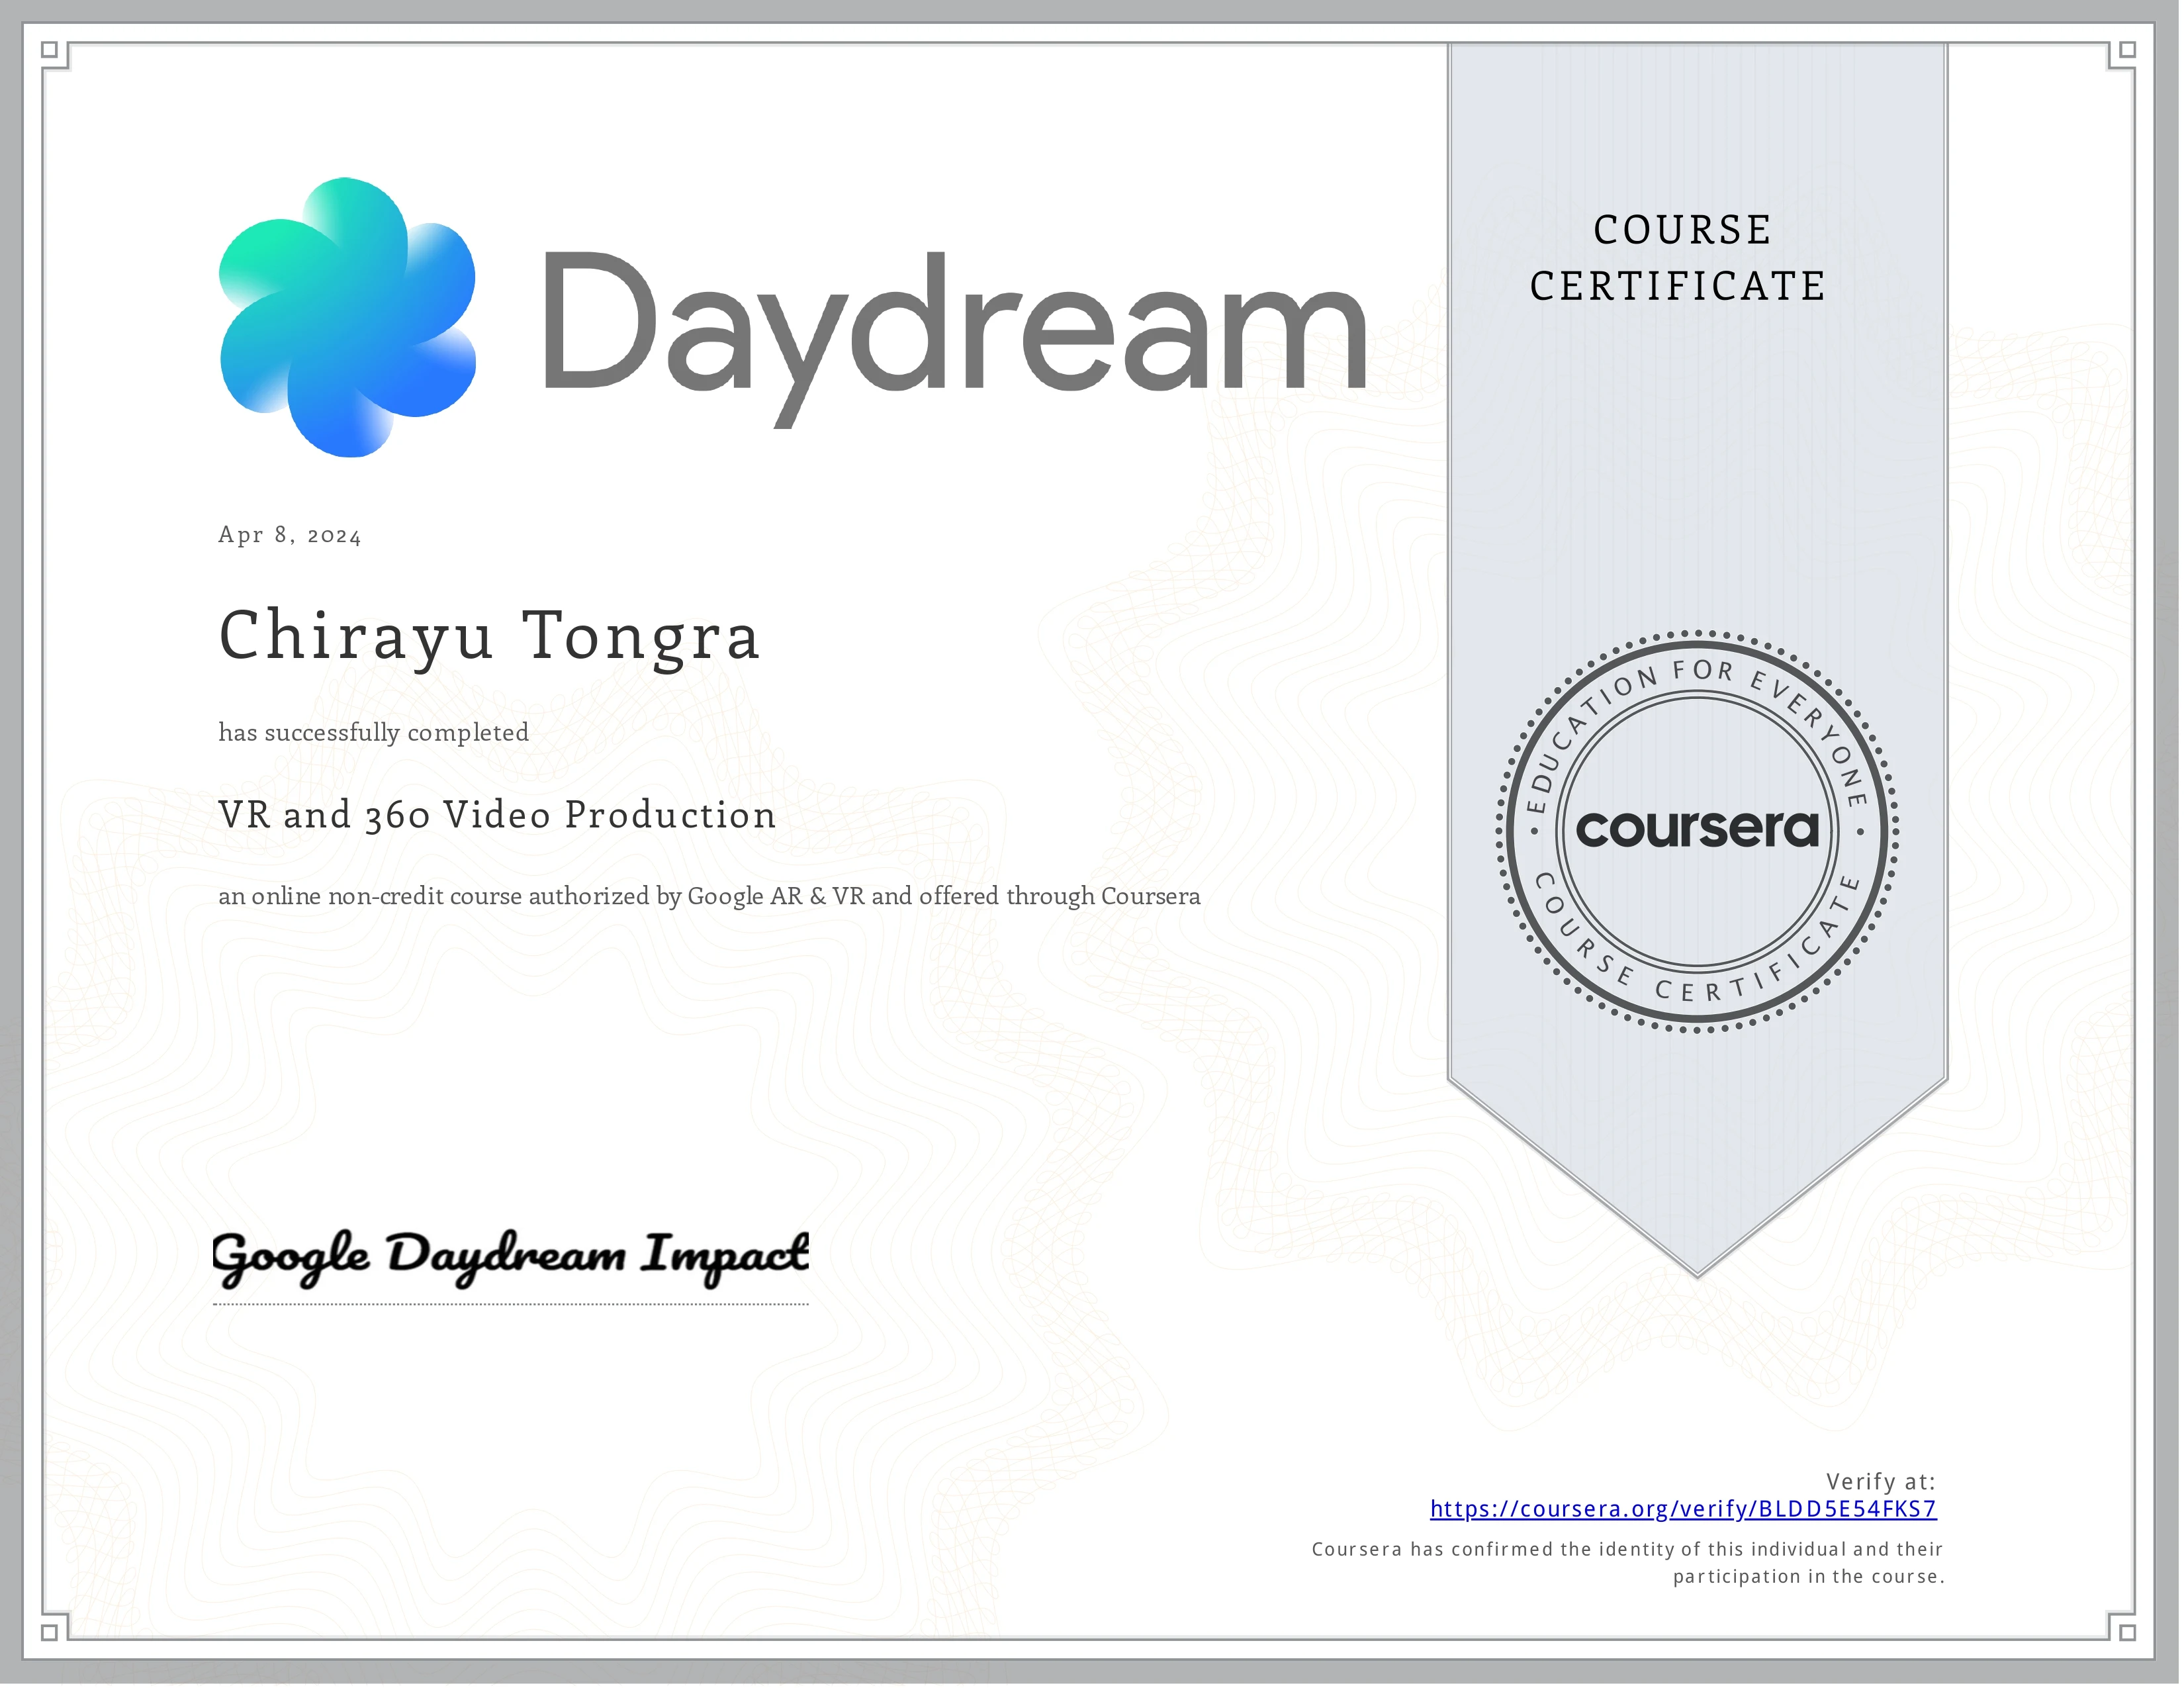 Daydream
COURSE
CERTIFICATE
Apr 8, 2024
Chirayu Tongra
has successfully completed
VR and 360 Video Production
an online non-credit course authorized by Google AR & VR and offered through Coursera
EDUCATION FOR EVERYONE
coursera
COURSE CERTIFICATE
Google Daydream Impact
Verify at:
https://coursera.org/verify/BLDD5E54FKS7
Coursera has confirmed the identity of this individual and their
participation in the course.